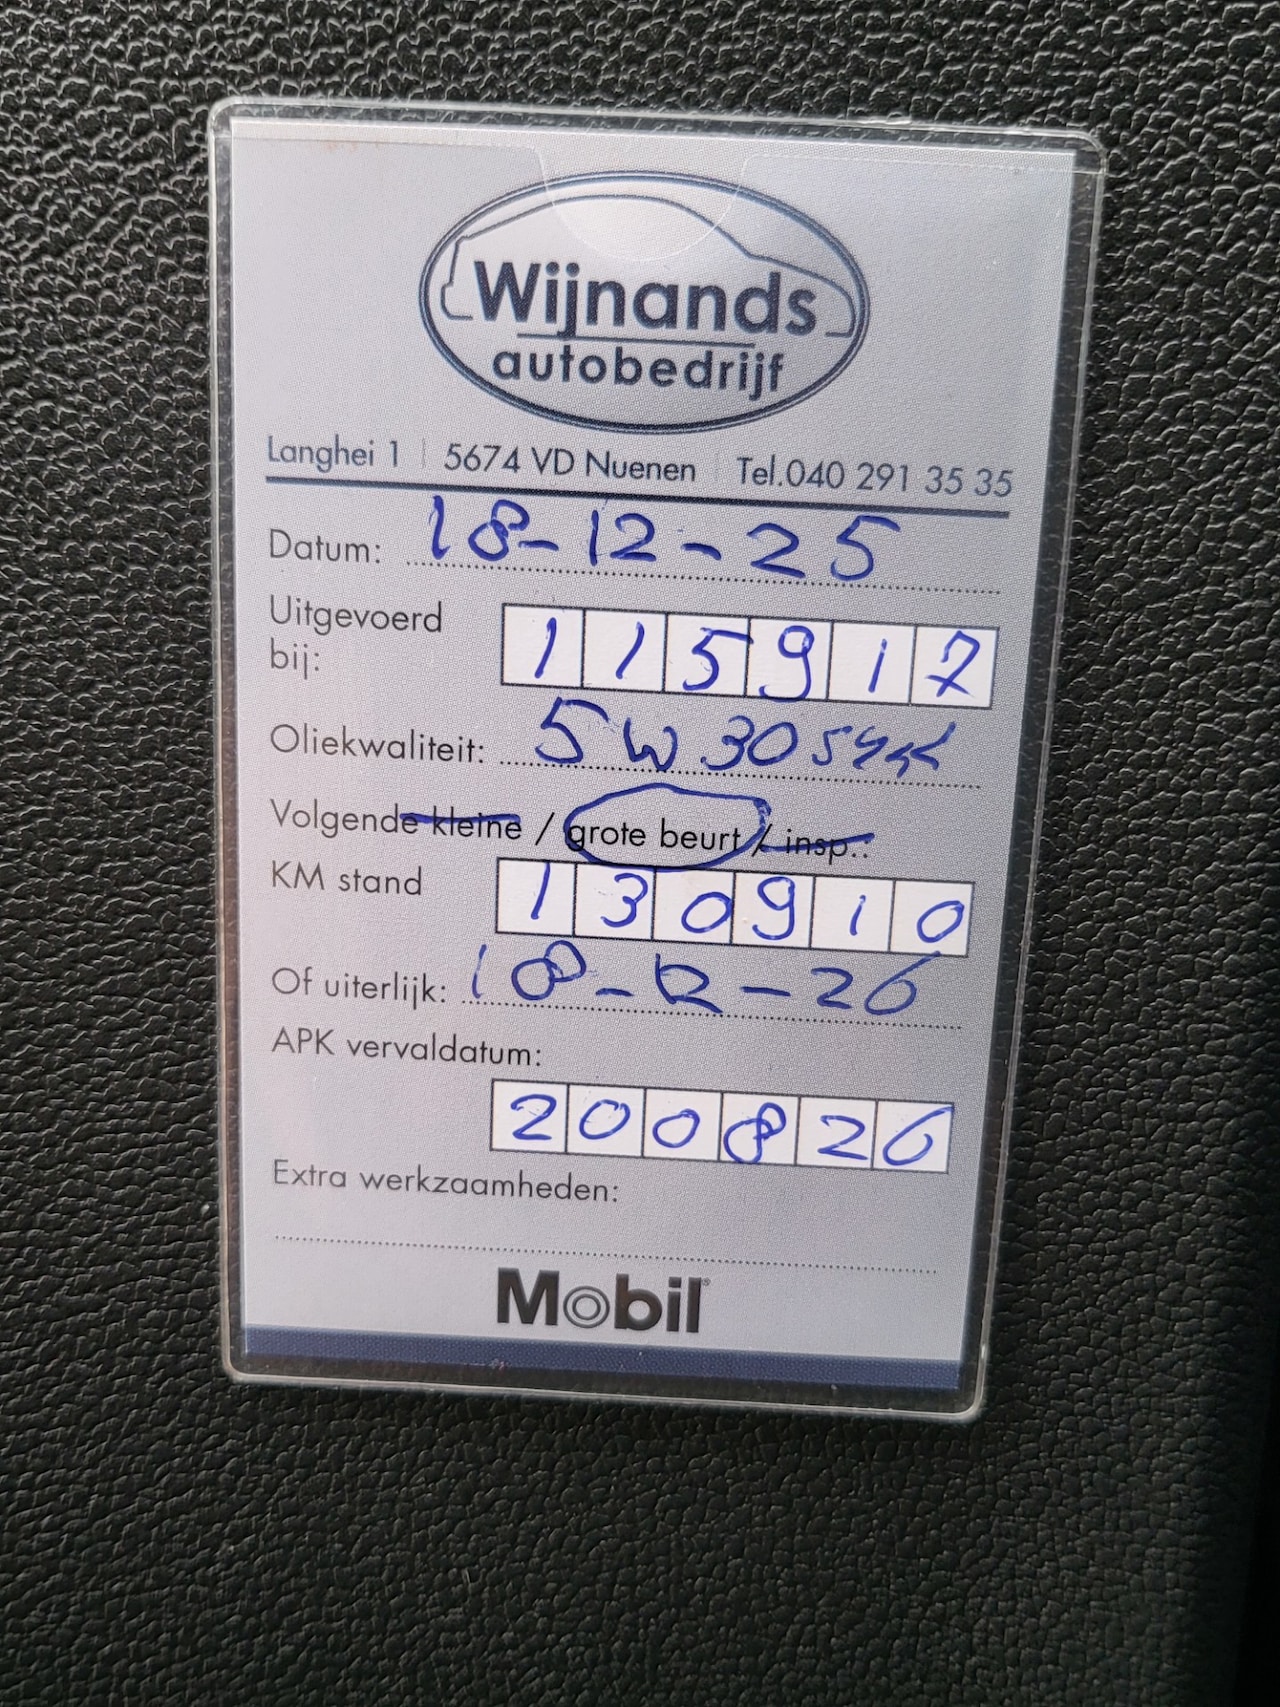 Wijnands
autobedrijf
Langhei 1 | 5674 VD Nuenen | Tel.040 291 35 35
Datum: 18-12-25
Uitgevoerd bij: 115917
Oliekwaliteit: 5W30
Volgende kleine / grote beurt / insp.:
KM stand 130910
Of uiterlijk: 18-12-26
APK vervaldatum:
200826
Extra werkzaamheden:
Mobil